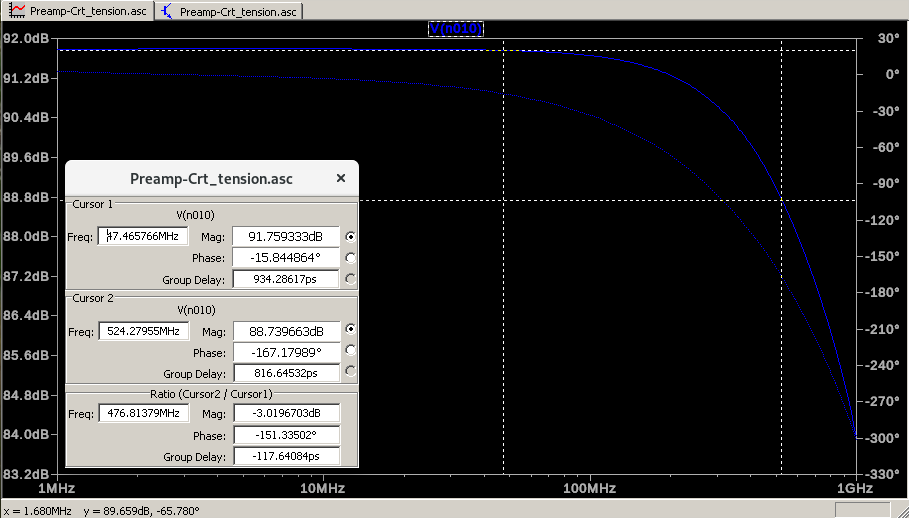 Preamp-Crt_tension.asc Preamp-Crt_tension.asc
V(n010)
92.0dB 30°
91.2dB 0°
90.4dB -30°
89.6dB -60°
88.8dB -90°
88.0dB -120°
87.2dB -150°
86.4dB -180°
85.6dB -210°
84.8dB -240°
84.0dB -270°
83.2dB -300°
-330°
1MHz 10MHz 100MHz 1GHz
Preamp-Crt_tension.asc ×
Cursor 1
V(n010)
Freq: 47.465766MHz Mag: 91.759333dB
Phase: -15.844864°
Group Delay: 934.28617ps
Cursor 2
V(n010)
Freq: 524.27955MHz Mag: 88.739663dB
Phase: -167.17989°
Group Delay: 816.64532ps
Ratio (Cursor2 / Cursor1)
Freq: 476.81379MHz Mag: -3.0196703dB
Phase: -151.33502°
Group Delay: -117.64084ps
x = 1.680MHz y = 89.659dB, -65.780°